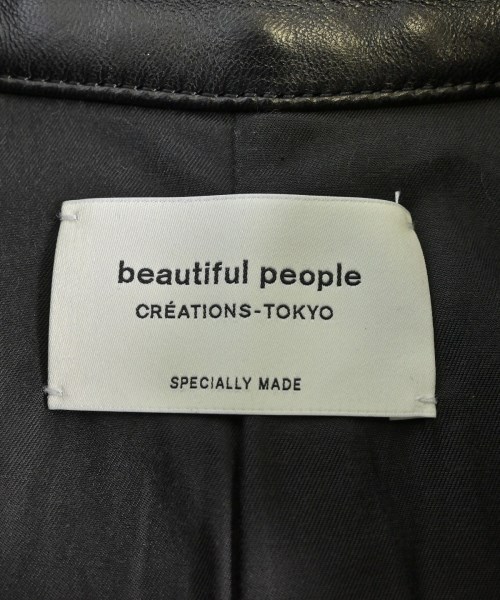 beautiful people
CRÉATIONS-TOKYO
SPECIALLY MADE